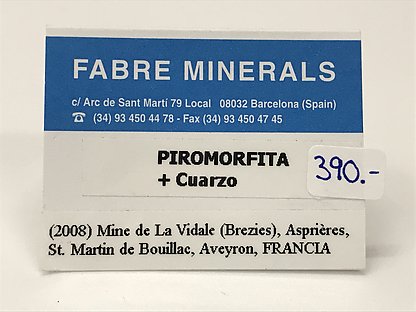 FABRE MINERALS
c/ Arc de Sant Martí 79 Local 08032 Barcelona (Spain)
☎ (34) 93 450 44 78 - Fax (34) 93 450 47 45
PIROMORFITA
+ Cuarzo
390.-
(2008) Mine de La Vidale (Brezies), Asprières,
St. Martin de Bouillac, Aveyron, FRANCIA